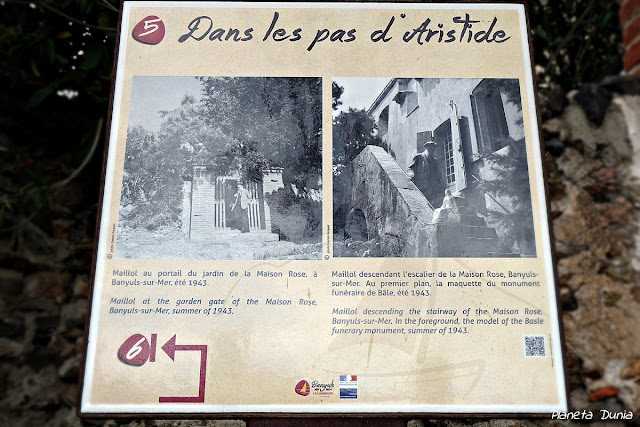 5
Dans les pas d'Aristide
Maillol au portail du jardin de la Maison Rose, à
Banyuls-sur-Mer, été 1943.
Maillol at the garden gate of the Maison Rose,
Banyuls-sur-Mer, summer of 1943.
Maillol descendant l'escalier de la Maison Rose, Banyuls-
sur-Mer. Au premier plan, la maquette du monument
funéraire de Bâle, été 1943.
Maillol descending the stairway of the Maison Rose,
Banyuls-sur-Mer. In the foreground, the model of the Basle
funerary monument, summer of 1943.
6
Banyuls
Planeta Dunia